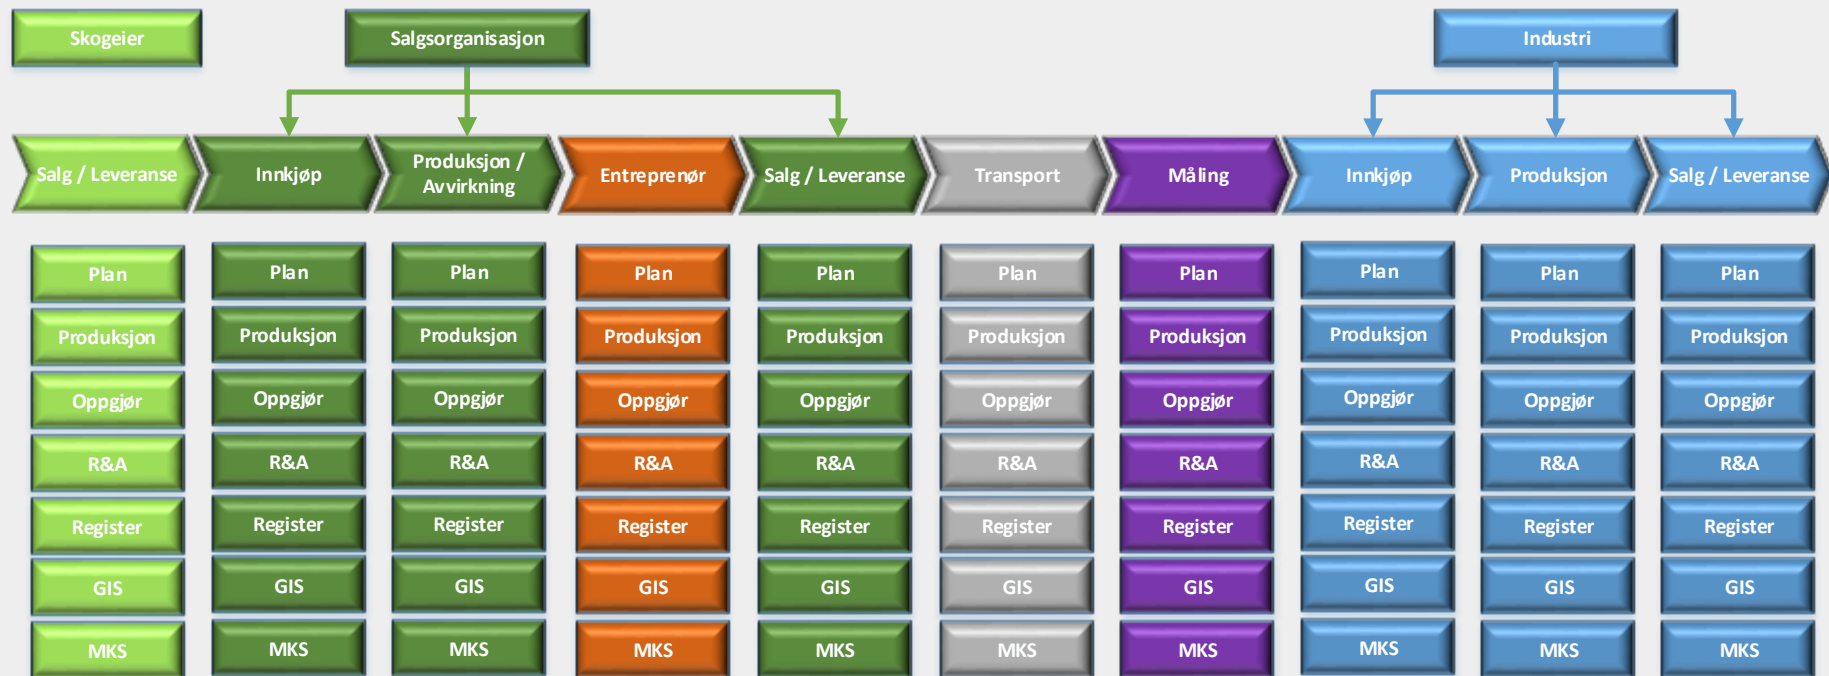 Skogeier
Salgsorganisasjon
Industri
Salg / Leveranse
Innkjøp
Produksjon /
Avvirkning
Entreprenør
Salg / Leveranse
Transport
Måling
Innkjøp
Produksjon
Salg / Leveranse
Plan
Plan
Plan
Plan
Plan
Plan
Plan
Plan
Plan
Plan
Produksjon
Produksjon
Produksjon
Produksjon
Produksjon
Produksjon
Produksjon
Produksjon
Produksjon
Produksjon
Oppgjør
Oppgjør
Oppgjør
Oppgjør
Oppgjør
Oppgjør
Oppgjør
Oppgjør
Oppgjør
Oppgjør
R&A
R&A
R&A
R&A
R&A
R&A
R&A
R&A
R&A
R&A
Register
Register
Register
Register
Register
Register
Register
Register
Register
Register
GIS
GIS
GIS
GIS
GIS
GIS
GIS
GIS
GIS
GIS
MKS
MKS
MKS
MKS
MKS
MKS
MKS
MKS
MKS
MKS